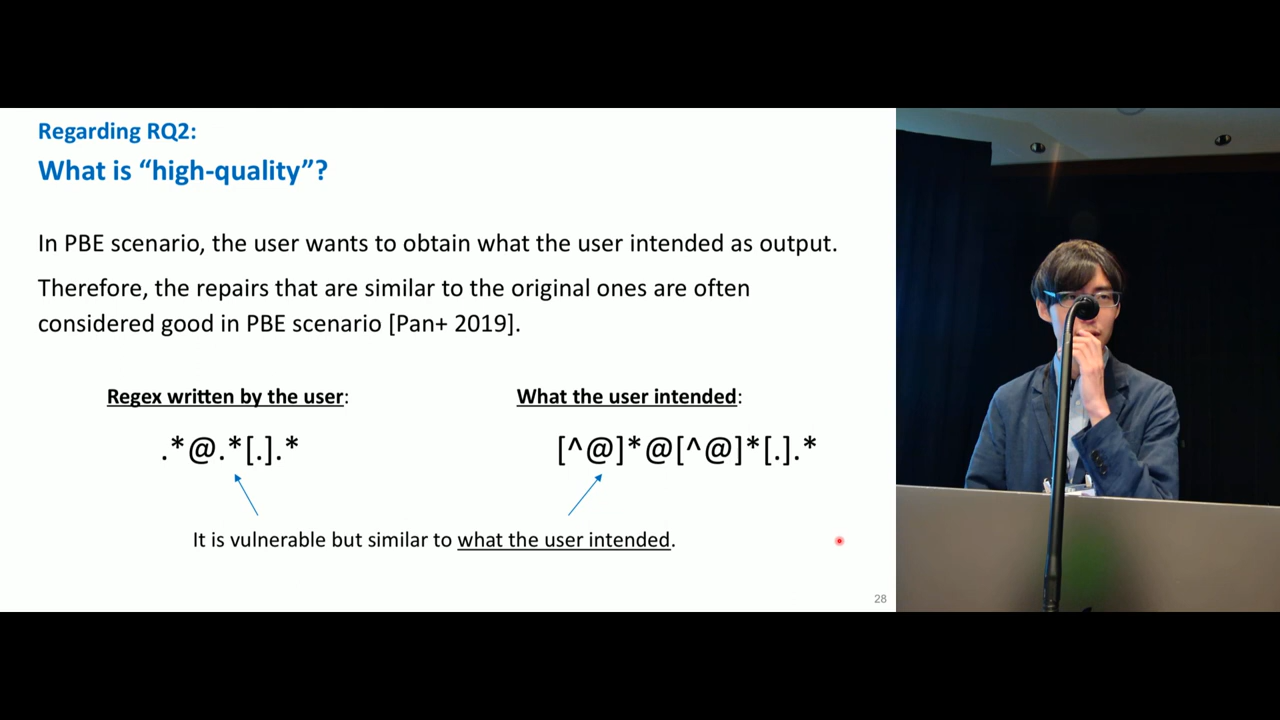 Regarding RQ2:
What is “high-quality”?
In PBE scenario, the user wants to obtain what the user intended as output.
Therefore, the repairs that are similar to the original ones are often
considered good in PBE scenario [Pan+ 2019].
Regex written by the user:
.*@.*[.].*
What the user intended:
[^@]*@[^@]*[.].*
It is vulnerable but similar to what the user intended.
28